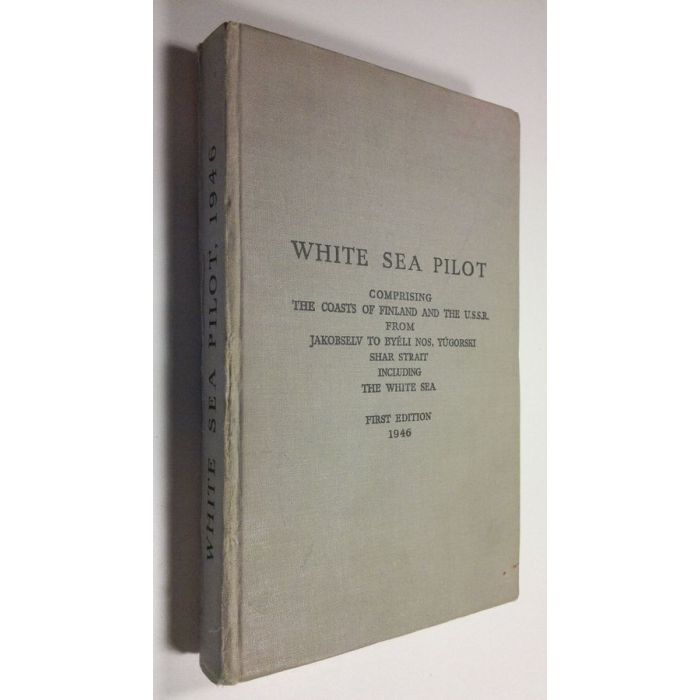 WHITE SEA PILOT, 1946
WHITE SEA PILOT
COMPRISING
THE COASTS OF FINLAND AND THE U.S.S.R.
FROM
JAKOBSELV TO BYÉLI NOS, YÚGORSKI
SHAR STRAIT
INCLUDING
THE WHITE SEA
FIRST EDITION
1946